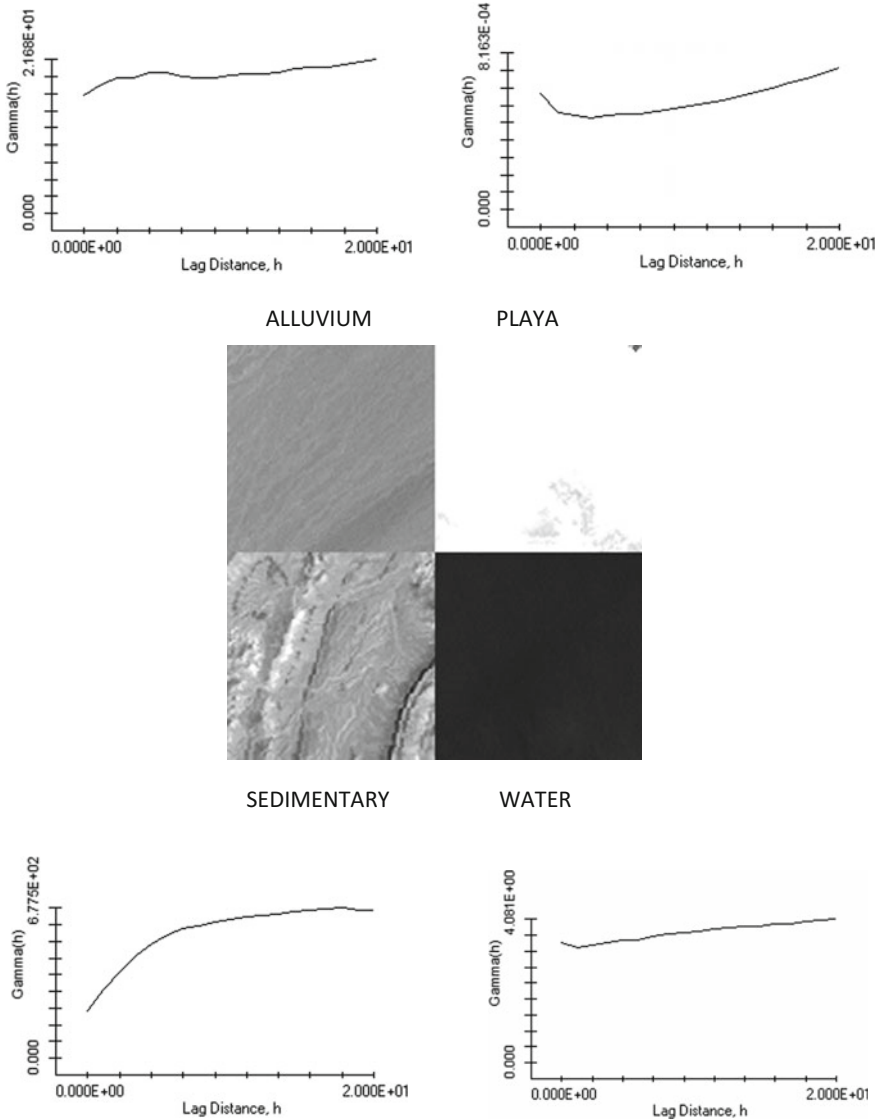 2.168E+01
Gamma(h)
0.000
0.000E+00 2.000E+01
Lag Distance, h
8.163E-04
Gamma(h)
0.000
0.000E+00 2.000E+01
Lag Distance, h
ALLUVIUM PLAYA
SEDIMENTARY WATER
6.775E+02
Gamma(h)
0.000
0.000E+00 2.000E+01
Lag Distance, h
4.081E+00
Gamma(h)
0.000
0.000E+00 2.000E+01
Lag Distance, h